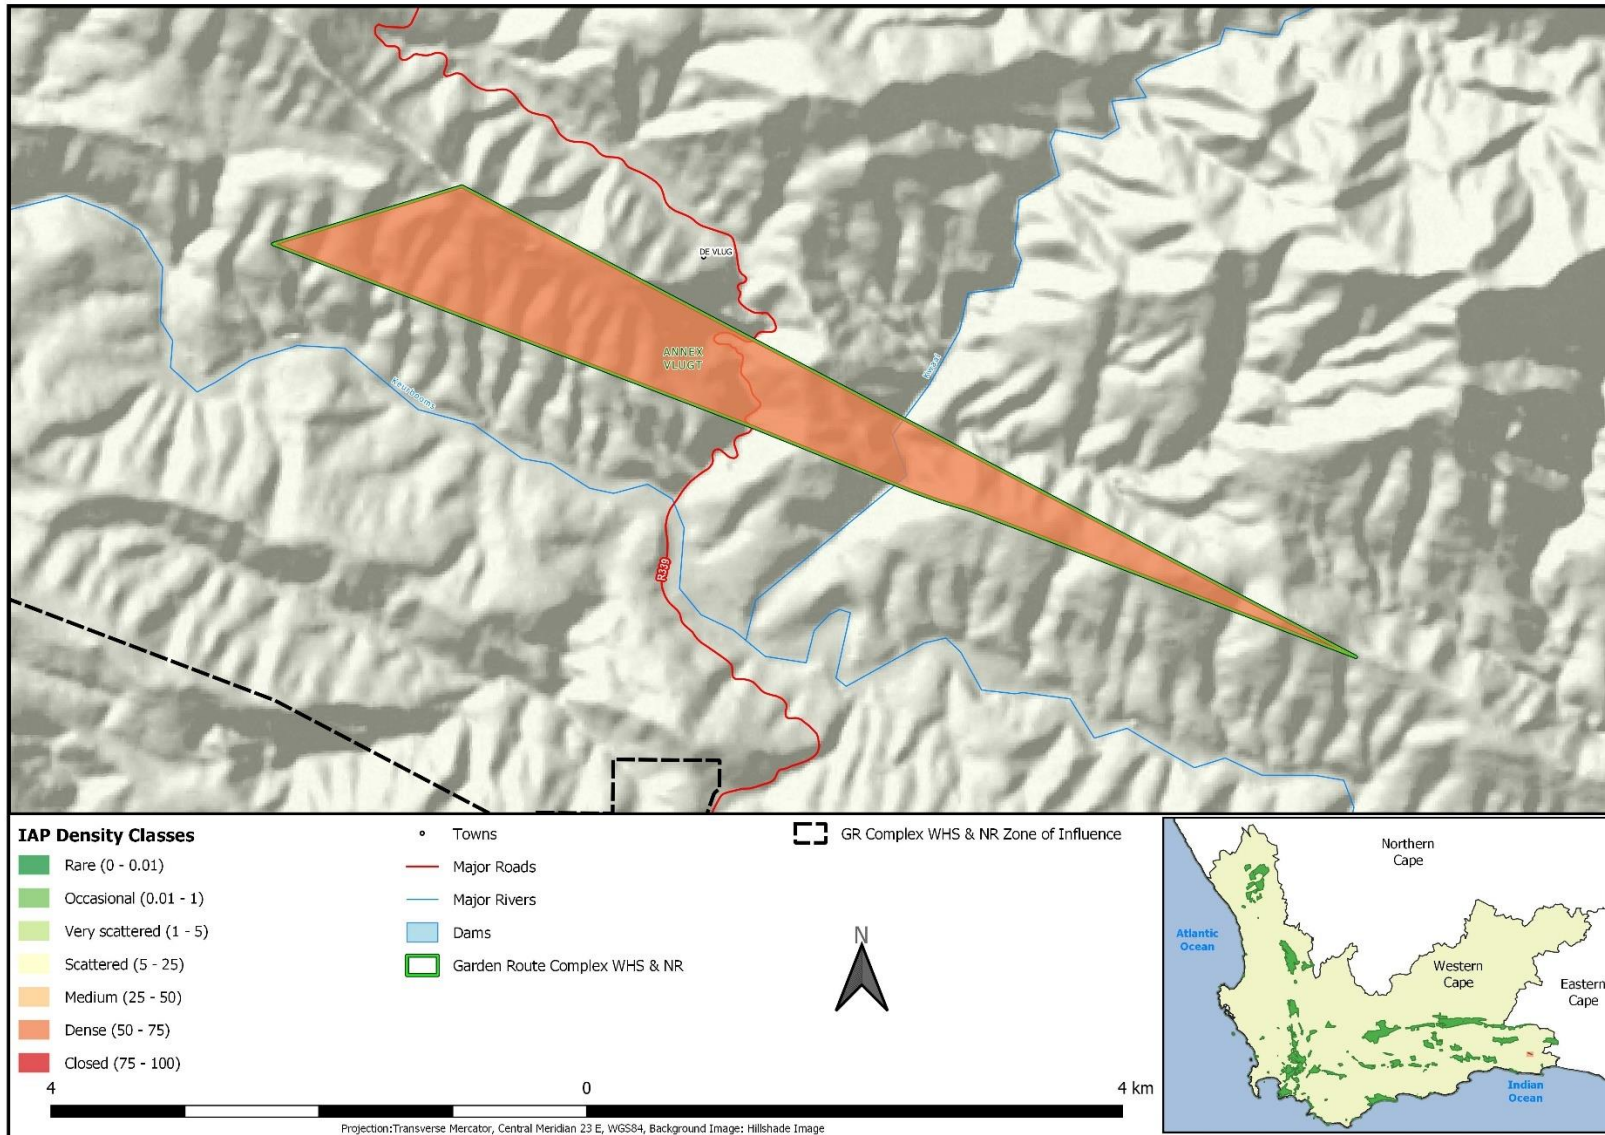 DE VLUG
ANNEX
VLUGT
Keurbooms
R339
IAP Density Classes
Rare (0 - 0.01)
Occasional (0.01 - 1)
Very scattered (1 - 5)
Scattered (5 - 25)
Medium (25 - 50)
Dense (50 - 75)
Closed (75 - 100)
Towns
Major Roads
Major Rivers
Dams
Garden Route Complex WHS & NR
GR Complex WHS & NR Zone of Influence
N
Northern
Cape
Atlantic
Ocean
Western
Cape
Eastern
Cape
Indian
Ocean
4 0 4 km
Projection:Transverse Mercator, Central Meridian 23 E, WGS84, Background Image: Hillshade Image